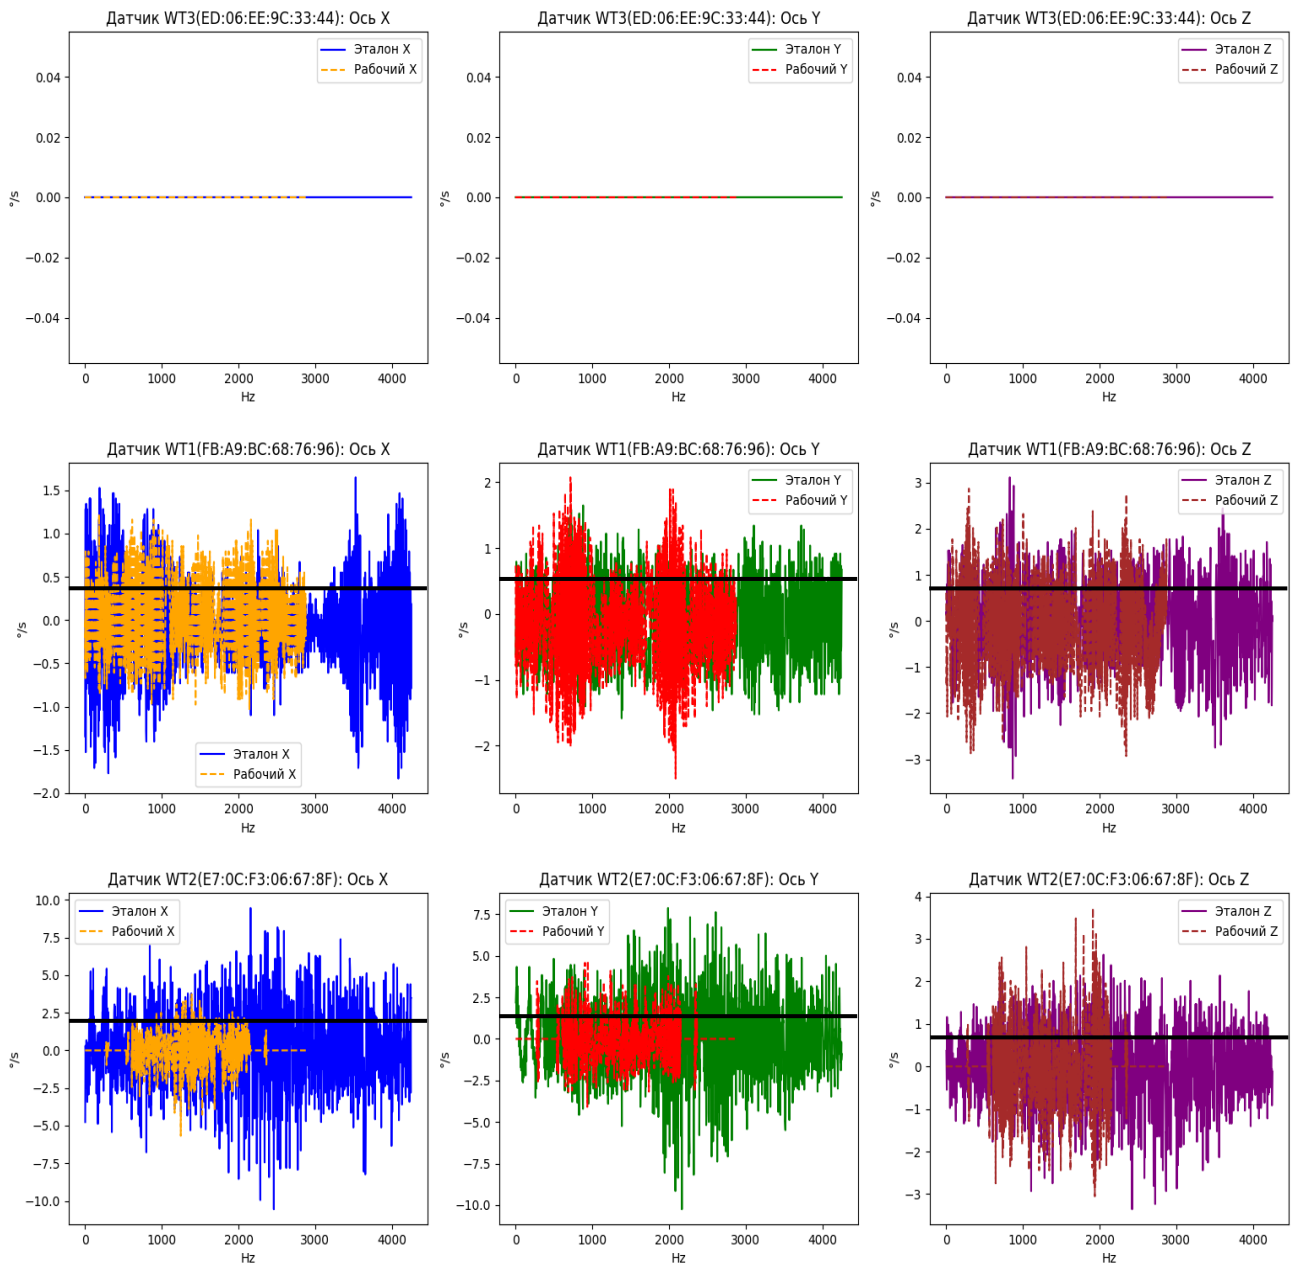 Датчик WT3(ED:06:EE:9C:33:44): Ось X
Эталон X
Рабочий X
0.04
0.02
0.00
−0.02
−0.04
°/s
0
1000
2000
3000
4000
Hz
Датчик WT3(ED:06:EE:9C:33:44): Ось Y
Эталон Y
Рабочий Y
0.04
0.02
0.00
−0.02
−0.04
°/s
0
1000
2000
3000
4000
Hz
Датчик WT3(ED:06:EE:9C:33:44): Ось Z
Эталон Z
Рабочий Z
0.04
0.02
0.00
−0.02
−0.04
°/s
0
1000
2000
3000
4000
Hz
Датчик WT1(FB:A9:BC:68:76:96): Ось X
1.5
1.0
0.5
0.0
−0.5
−1.0
−1.5
−2.0
°/s
Эталон X
Рабочий X
0
1000
2000
3000
4000
Hz
Датчик WT1(FB:A9:BC:68:76:96): Ось Y
Эталон Y
Рабочий Y
2
1
0
−1
−2
°/s
0
1000
2000
3000
4000
Hz
Датчик WT1(FB:A9:BC:68:76:96): Ось Z
Эталон Z
Рабочий Z
3
2
1
0
−1
−2
−3
°/s
0
1000
2000
3000
4000
Hz
Датчик WT2(E7:0C:F3:06:67:8F): Ось X
Эталон X
Рабочий X
10.0
7.5
5.0
2.5
0.0
−2.5
−5.0
−7.5
−10.0
°/s
0
1000
2000
3000
4000
Hz
Датчик WT2(E7:0C:F3:06:67:8F): Ось Y
Эталон Y
Рабочий Y
7.5
5.0
2.5
0.0
−2.5
−5.0
−7.5
−10.0
°/s
0
1000
2000
3000
4000
Hz
Датчик WT2(E7:0C:F3:06:67:8F): Ось Z
Эталон Z
Рабочий Z
4
3
2
1
0
−1
−2
−3
°/s
0
1000
2000
3000
4000
Hz